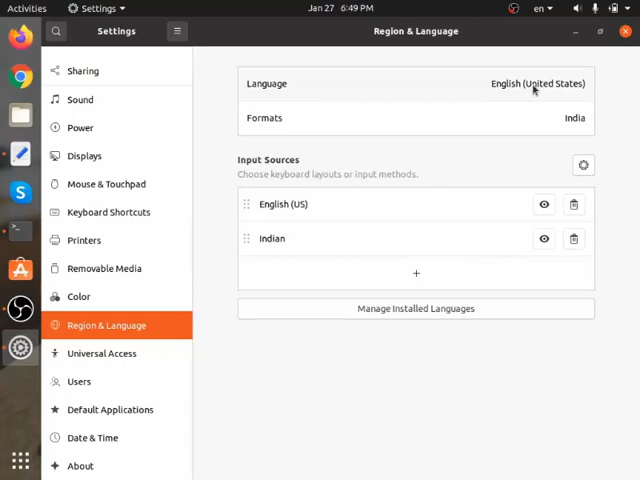 Activities
Settings
Jan 27 6:49 PM
en
Settings
Region & Language
Sharing
Sound
Power
Displays
Mouse & Touchpad
Keyboard Shortcuts
Printers
Removable Media
Color
Region & Language
Universal Access
Users
Default Applications
Date & Time
About
Language
English (United States)
Formats
India
Input Sources
Choose keyboard layouts or input methods.
English (US)
Indian
Manage Installed Languages